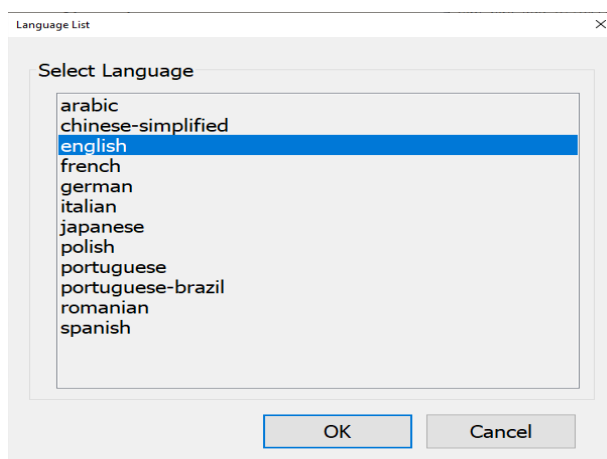 Language List
Select Language
arabic
chinese-simplified
english
french
german
italian
japanese
polish
portuguese
portuguese-brazil
romanian
spanish
OK Cancel